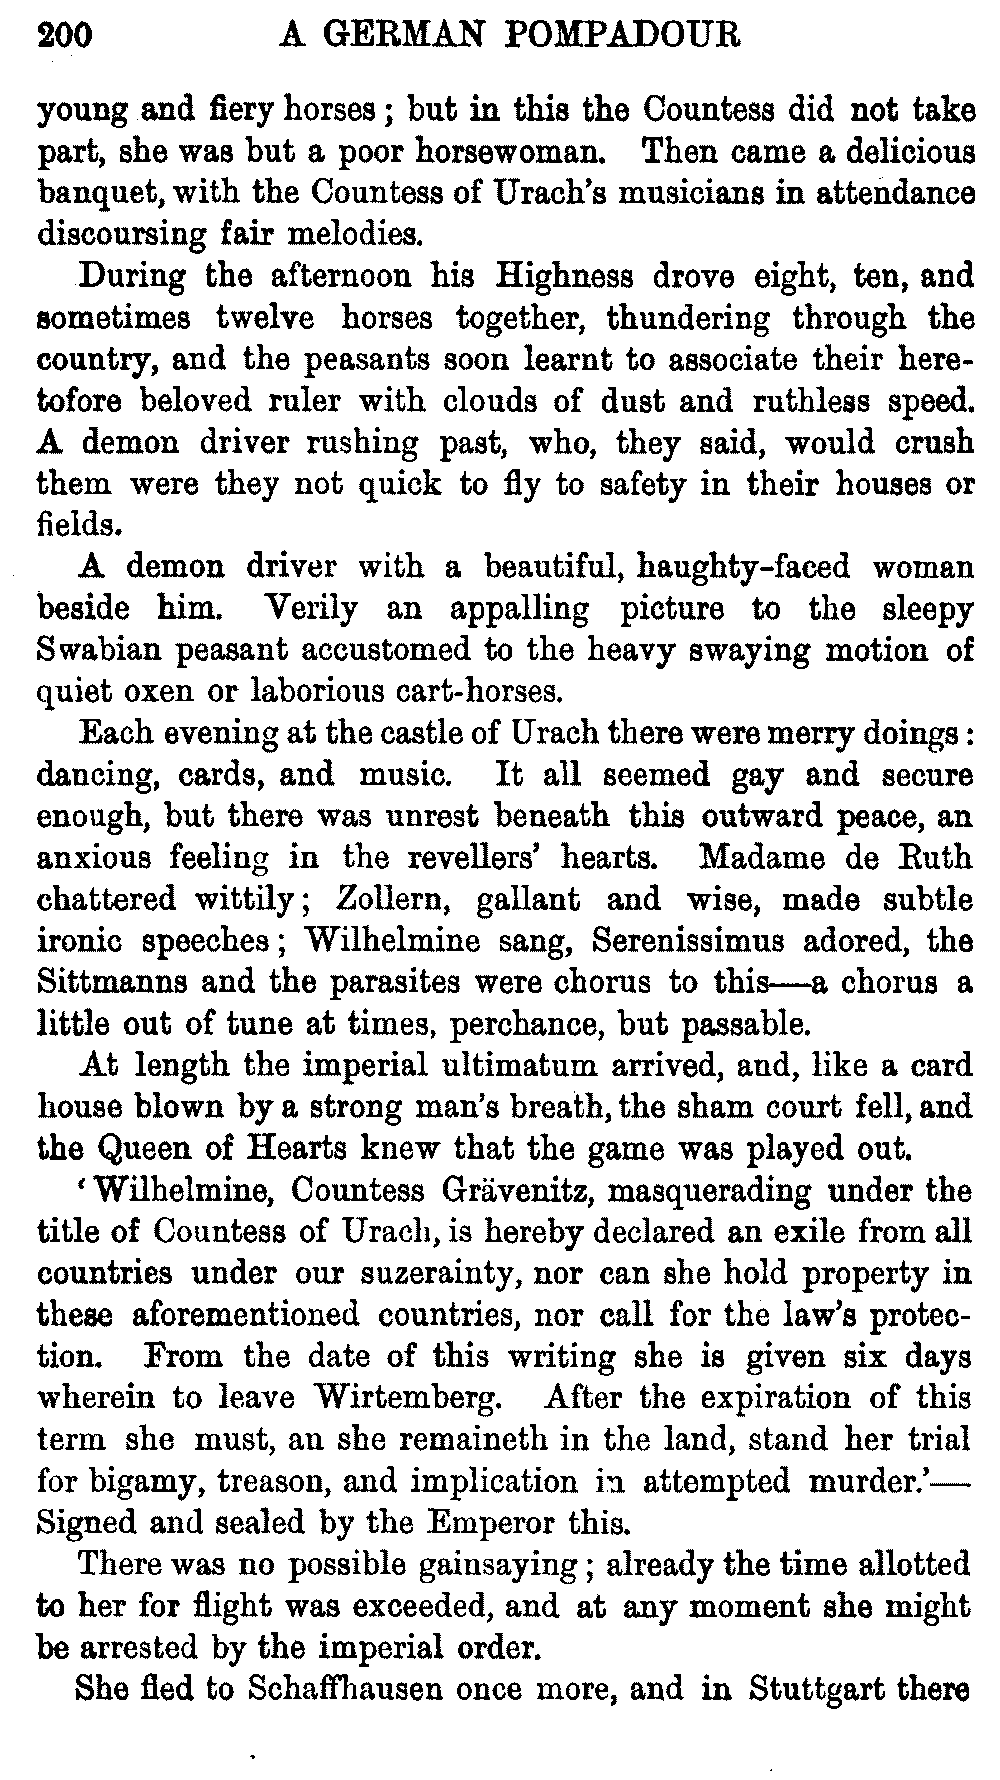 200 A GERMAN POMPADOUR
young and fiery horses; but in this the Countess did not take
part, she was but a poor horsewoman. Then came a delicious
banquet, with the Countess of Urach's musicians in attendance
discoursing fair melodies.
During the afternoon his Highness drove eight, ten, and
sometimes twelve horses together, thundering through the
country, and the peasants soon learnt to associate their here-
tofore beloved ruler with clouds of dust and ruthless speed.
A demon driver rushing past, who, they said, would crush
them were they not quick to fly to safety in their houses or
fields.
A demon driver with a beautiful, haughty-faced woman
beside him. Verily an appalling picture to the sleepy
Swabian peasant accustomed to the heavy swaying motion of
quiet oxen or laborious cart-horses.
Each evening at the castle of Urach there were merry doings:
dancing, cards, and music. It all seemed gay and secure
enough, but there was unrest beneath this outward peace, an
anxious feeling in the revellers' hearts. Madame de Ruth
chattered wittily; Zollern, gallant and wise, made subtle
ironic speeches; Wilhelmine sang, Serenissimus adored, the
Sittmanns and the parasites were chorus to this—a chorus a
little out of tune at times, perchance, but passable.
At length the imperial ultimatum arrived, and, like a card
house blown by a strong man's breath, the sham court fell, and
the Queen of Hearts knew that the game was played out.
'Wilhelmine, Countess Grävenitz, masquerading under the
title of Countess of Urach, is hereby declared an exile from all
countries under our suzerainty, nor can she hold property in
these aforementioned countries, nor call for the law's protec-
tion. From the date of this writing she is given six days
wherein to leave Wirtemberg. After the expiration of this
term she must, an she remaineth in the land, stand her trial
for bigamy, treason, and implication in attempted murder.'—
Signed and sealed by the Emperor this.
There was no possible gainsaying; already the time allotted
to her for flight was exceeded, and at any moment she might
be arrested by the imperial order.
She fled to Schaffhausen once more, and in Stuttgart there